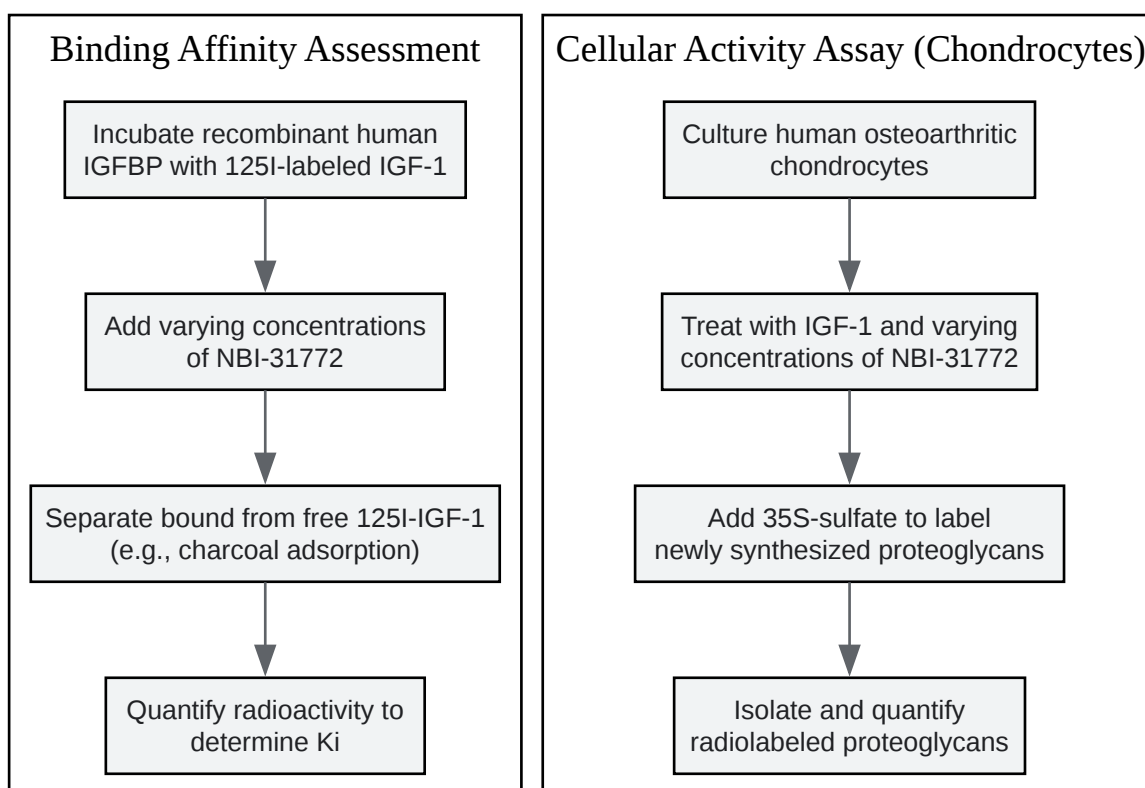 Binding Affinity Assessment
Incubate recombinant human
IGFBP with 125I-labeled IGF-1
Add varying concentrations
of NBI-31772
Separate bound from free 125I-IGF-1
(e.g., charcoal adsorption)
Quantify radioactivity to
determine Ki
Cellular Activity Assay (Chondrocytes)
Culture human osteoarthritic
chondrocytes
Treat with IGF-1 and varying
concentrations of NBI-31772
Add 35S-sulfate to label
newly synthesized proteoglycans
Isolate and quantify
radiolabeled proteoglycans